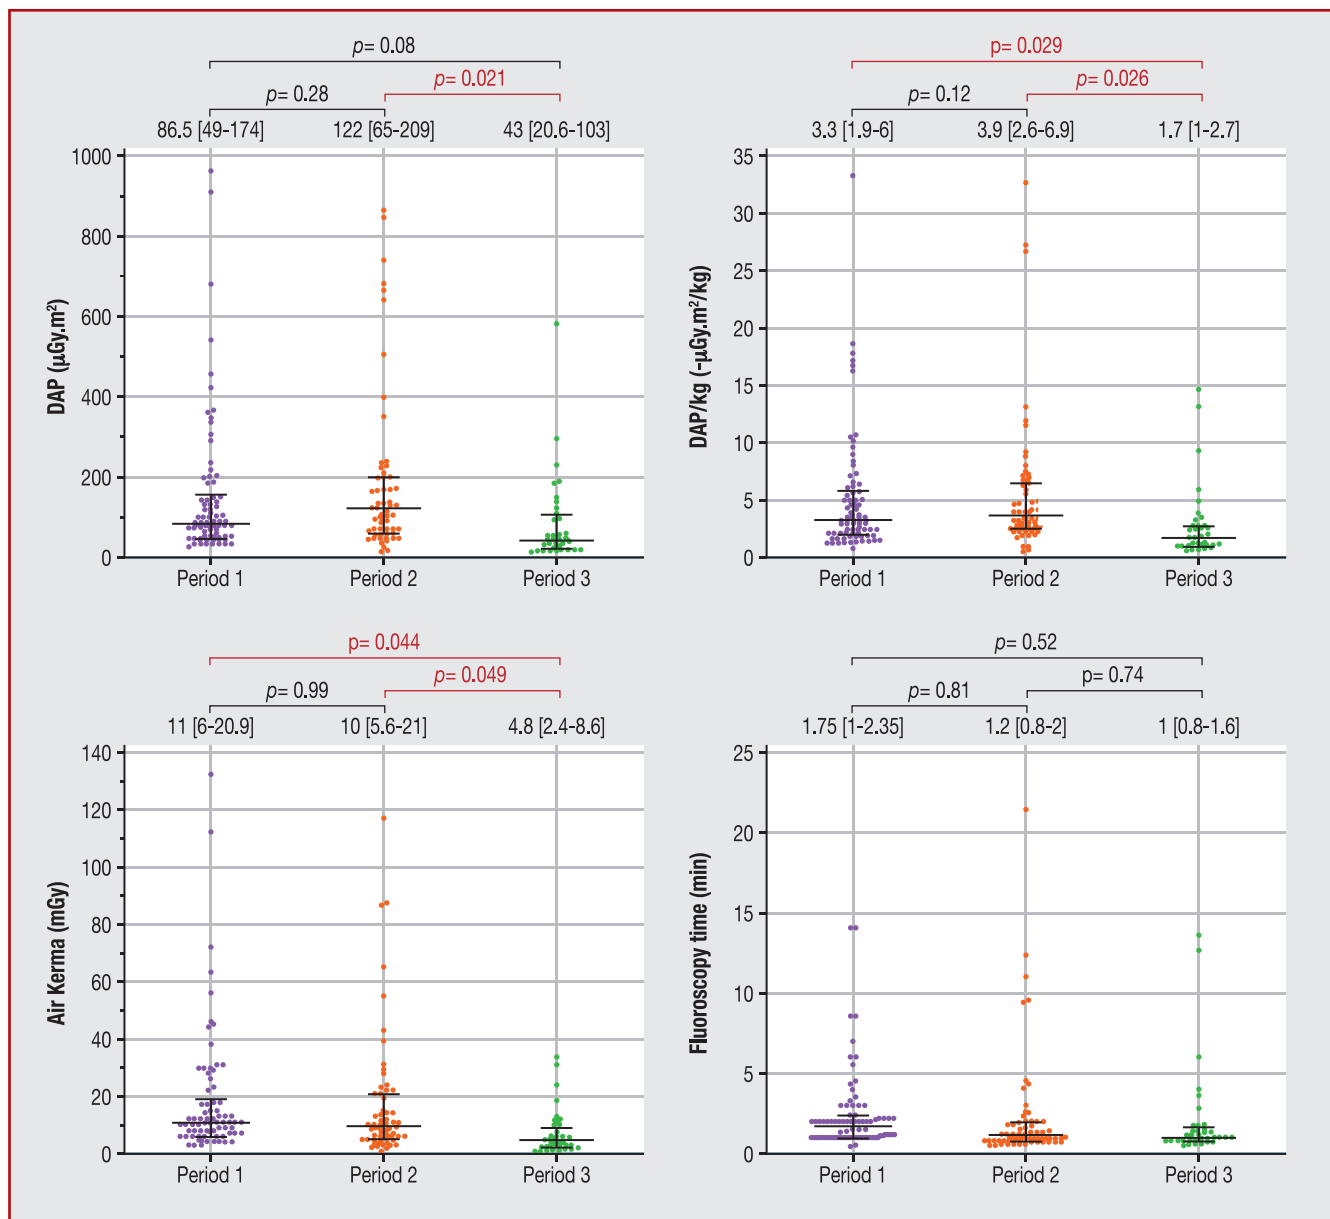 p= 0.08
p= 0.28
p= 0.021
86.5 [49-174] 122 [65-209] 43 [20.6-103]
DAP (µGy.m²)
1000
800
600
400
200
0
Period 1 Period 2 Period 3
p= 0.029
p= 0.12
p= 0.026
3.3 [1.9-6] 3.9 [2.6-6.9] 1.7 [1-2.7]
DAP/kg (-µGy.m²/kg)
35
30
25
20
15
10
5
0
Period 1 Period 2 Period 3
p= 0.044
p= 0.99
p= 0.049
11 [6-20.9] 10 [5.6-21] 4.8 [2.4-8.6]
Air Kerma (mGy)
140
120
100
80
60
40
20
0
Period 1 Period 2 Period 3
p= 0.52
p= 0.81
p= 0.74
1.75 [1-2.35] 1.2 [0.8-2] 1 [0.8-1.6]
Fluoroscopy time (min)
25
20
15
10
5
0
Period 1 Period 2 Period 3